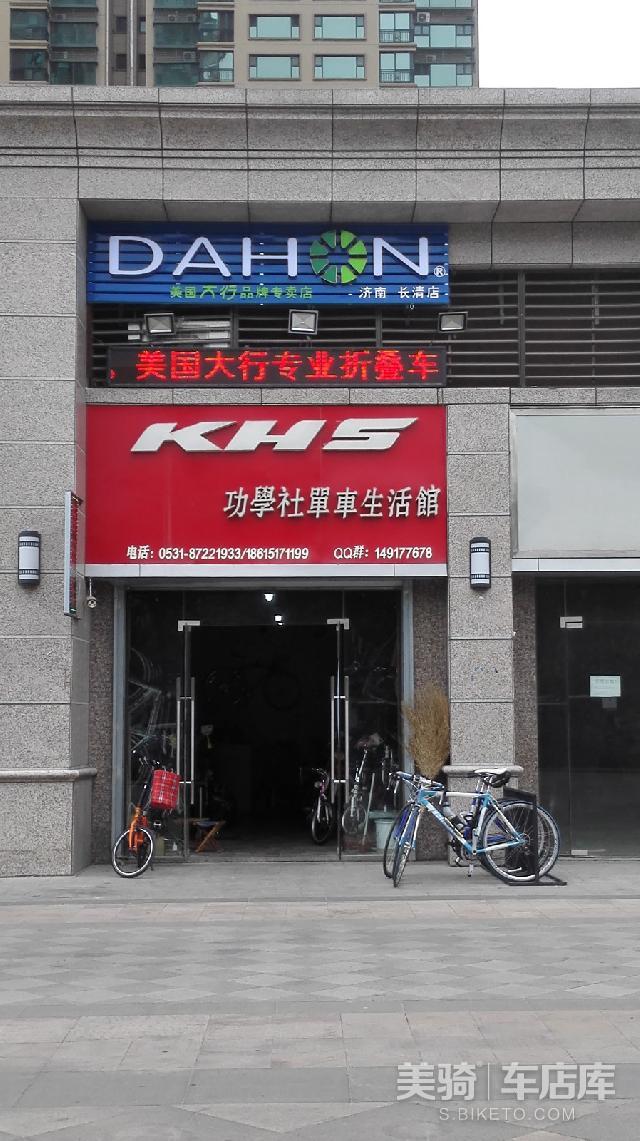 DAHON®
美国大行品牌专卖店 济南 长清店
、美国大行专业折叠车
KHS
功學社單車生活館
电话：0531-87221933/18615171199 QQ群：149177678
美骑|车店库
S.BIKETO.COM